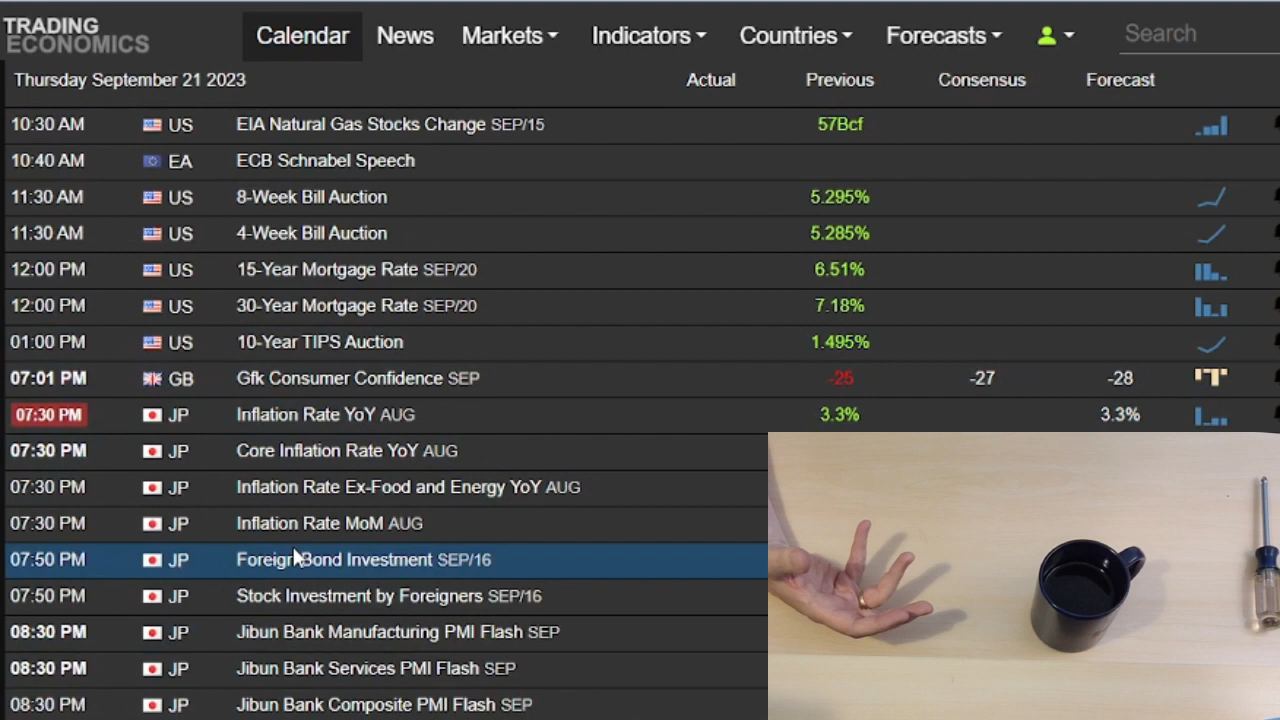 TRADING
ECONOMICS
Calendar News Markets Indicators Countries Forecasts Search
Thursday September 21 2023 Actual Previous Consensus Forecast
10:30 AM US EIA Natural Gas Stocks Change SEP/15 57Bcf
10:40 AM EA ECB Schnabel Speech
11:30 AM US 8-Week Bill Auction 5.295%
11:30 AM US 4-Week Bill Auction 5.285%
12:00 PM US 15-Year Mortgage Rate SEP/20 6.51%
12:00 PM US 30-Year Mortgage Rate SEP/20 7.18%
01:00 PM US 10-Year TIPS Auction 1.495%
07:01 PM GB Gfk Consumer Confidence SEP -25 -27 -28
07:30 PM JP Inflation Rate YoY AUG 3.3% 3.3%
07:30 PM JP Core Inflation Rate YoY AUG
07:30 PM JP Inflation Rate Ex-Food and Energy YoY AUG
07:30 PM JP Inflation Rate MoM AUG
07:50 PM JP Foreign Bond Investment SEP/16
07:50 PM JP Stock Investment by Foreigners SEP/16
08:30 PM JP Jibun Bank Manufacturing PMI Flash SEP
08:30 PM JP Jibun Bank Services PMI Flash SEP
08:30 PM JP Jibun Bank Composite PMI Flash SEP